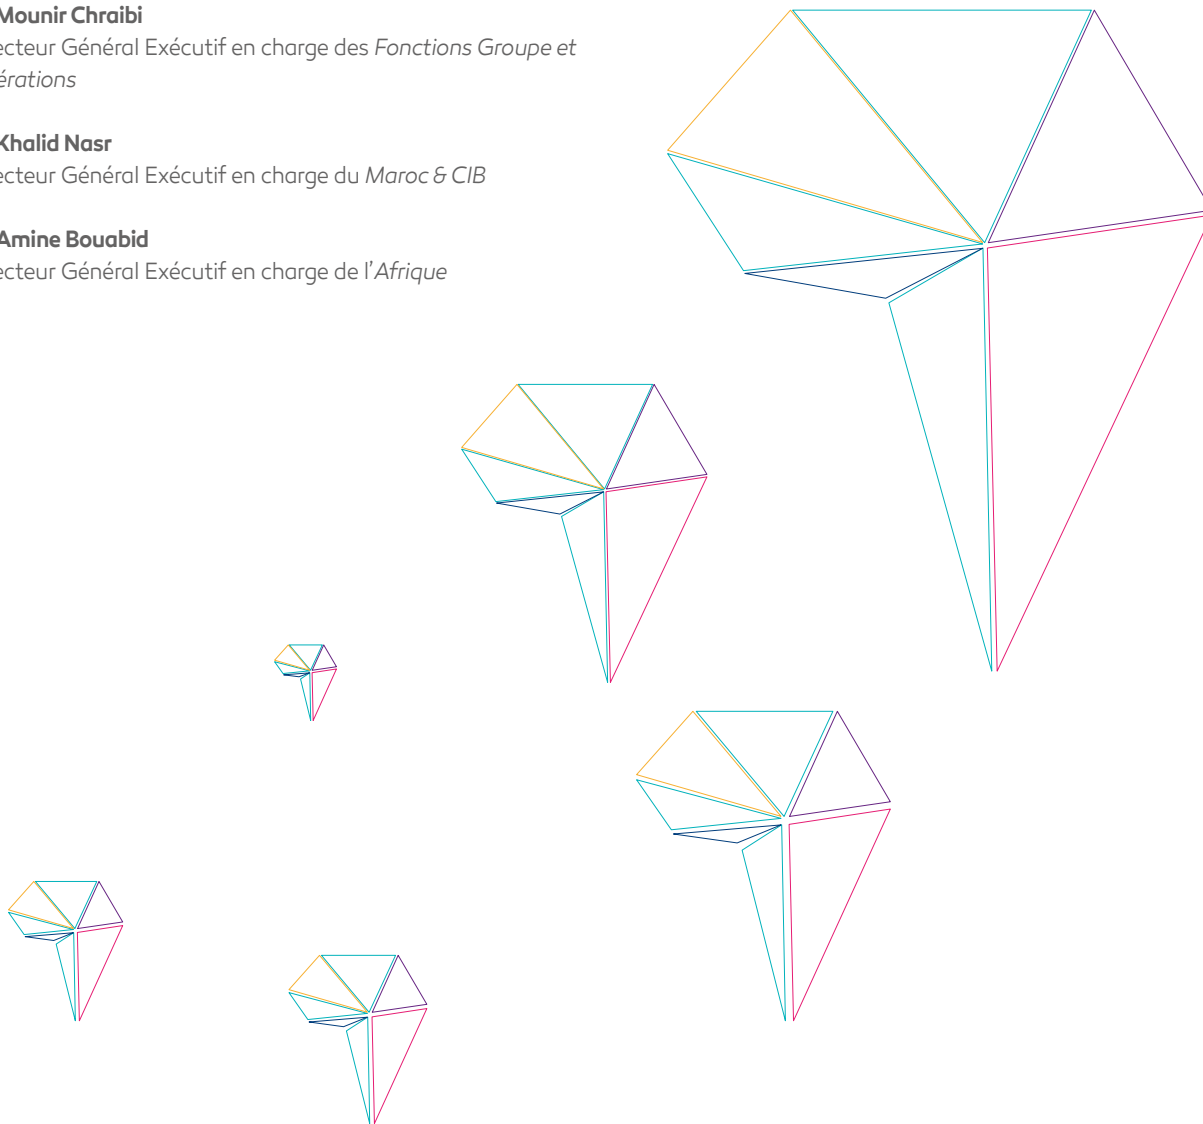 Mounir Chraibi
ecteur Général Exécutif en charge des Fonctions Groupe et
érations
Khalid Nasr
ecteur Général Exécutif en charge du Maroc & CIB
Amine Bouabid
ecteur Général Exécutif en charge de l'Afrique